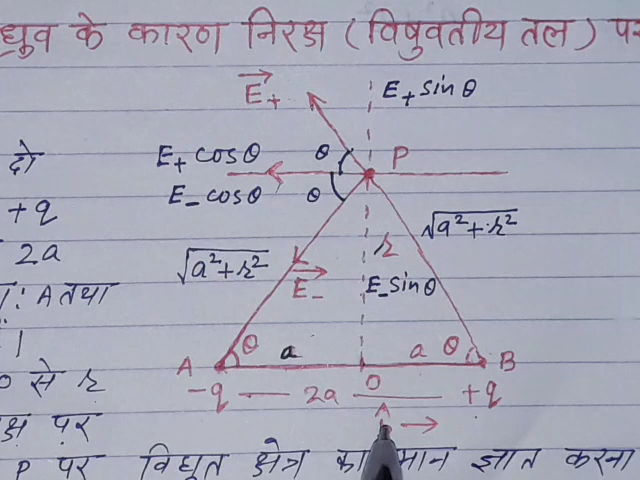 ध्रुव के कारण निरक्ष (विषुवतीय तल) पर
E₊
E₊ sinθ
दो
E₊ cosθ
θ
P
+q
E₋ cosθ
θ
2a
√a²+r²
r
√a²+r²
A तथा
E₋
E₋ sinθ
A
θ
a
a
θ
B
से r
-q — 2a
O
+q
पर
P पर विद्युत क्षेत्र का मान ज्ञात करना